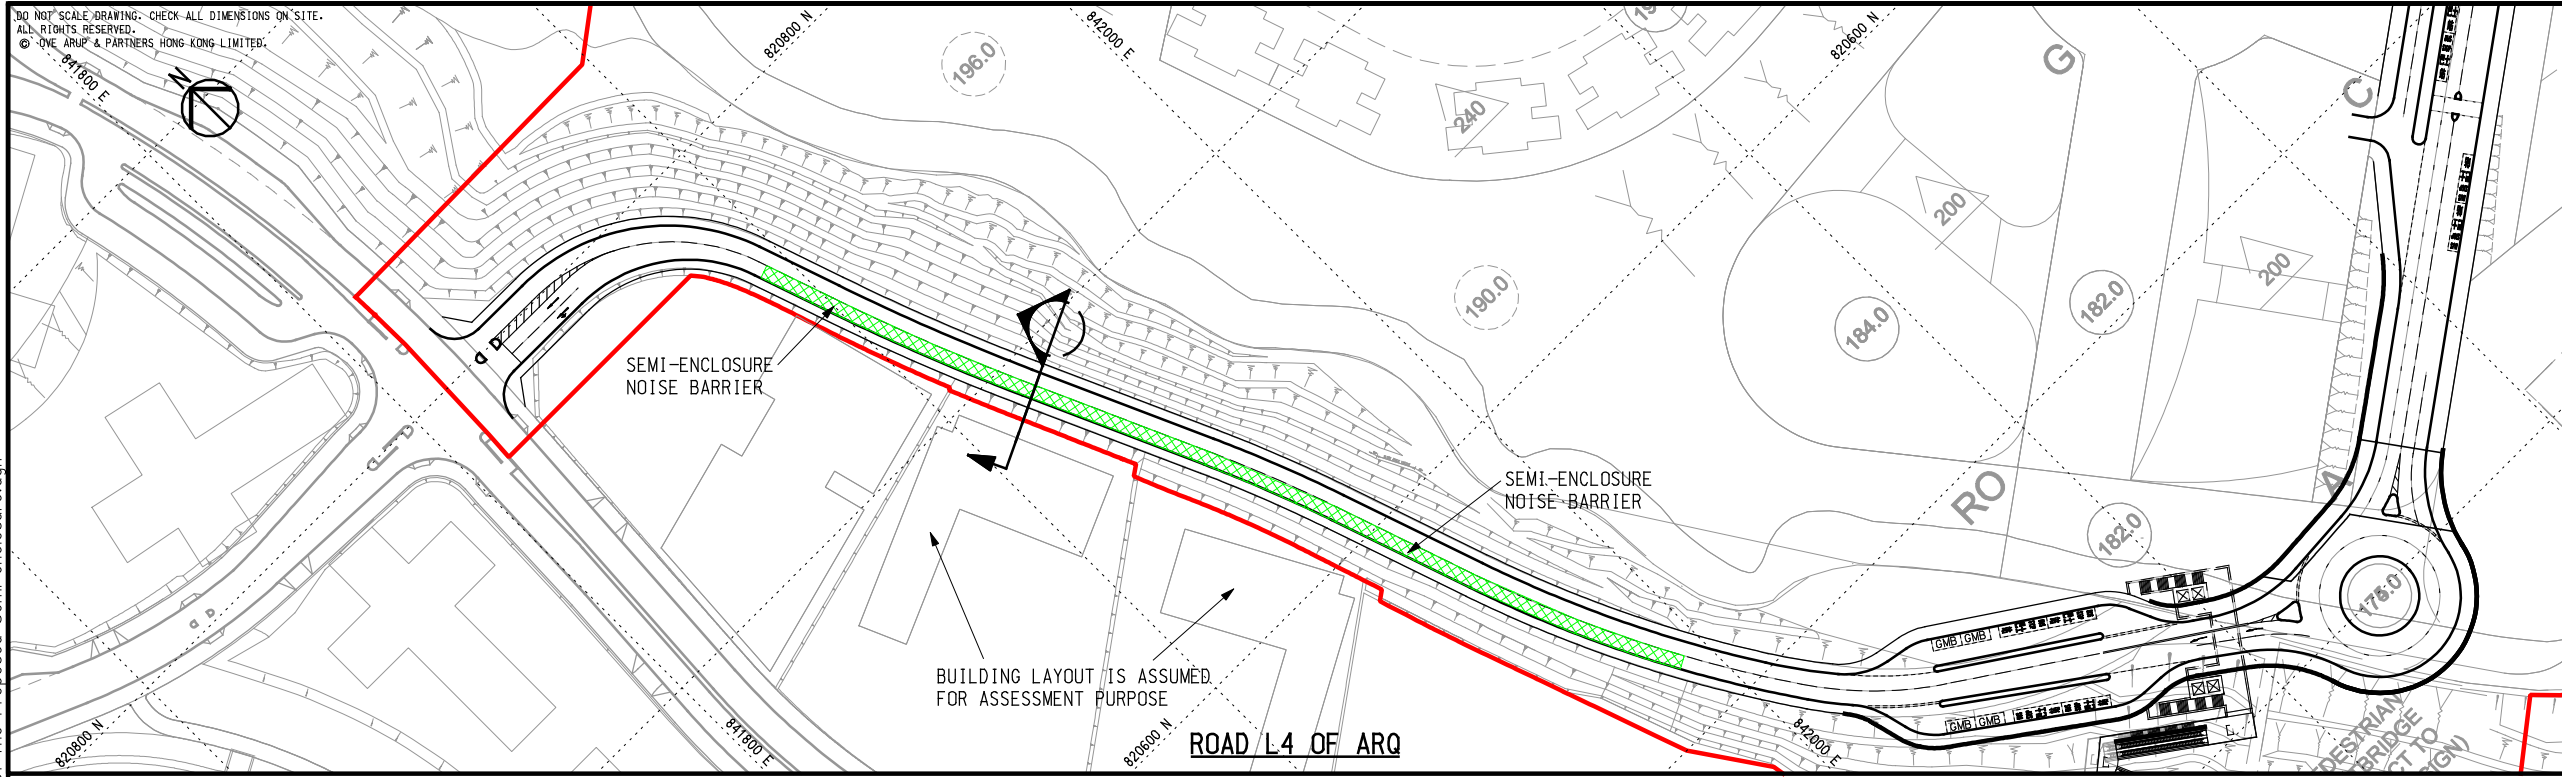 DO NOT SCALE DRAWING. CHECK ALL DIMENSIONS ON SITE.
ALL RIGHTS RESERVED.
© OVE ARUP & PARTNERS HONG KONG LIMITED.
841800 E
N
820800 N
196.0
842000 E
240
820600 N
G
C
200
200
190.0
184.0
182.0
SEMI-ENCLOSURE
NOISE BARRIER
SEMI-ENCLOSURE
NOISE BARRIER
RO
A
182.0
175.0
GMB GMB
GMB GMB
BUILDING LAYOUT IS ASSUMED
FOR ASSESSMENT PURPOSE
820800 N
841800 E
820600 N
842000 E
ROAD L4 OF ARQ